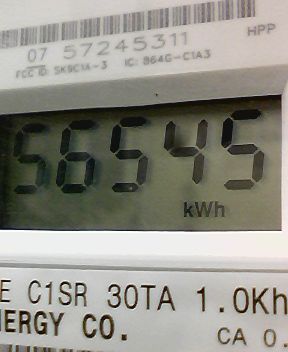 HPP
07 57245311
FCC ID: SK9C1A-3 IC: 864G-C1A3
56545
kWh
E C1SR 30TA 1.0Kh
NERGY CO. CA 0.